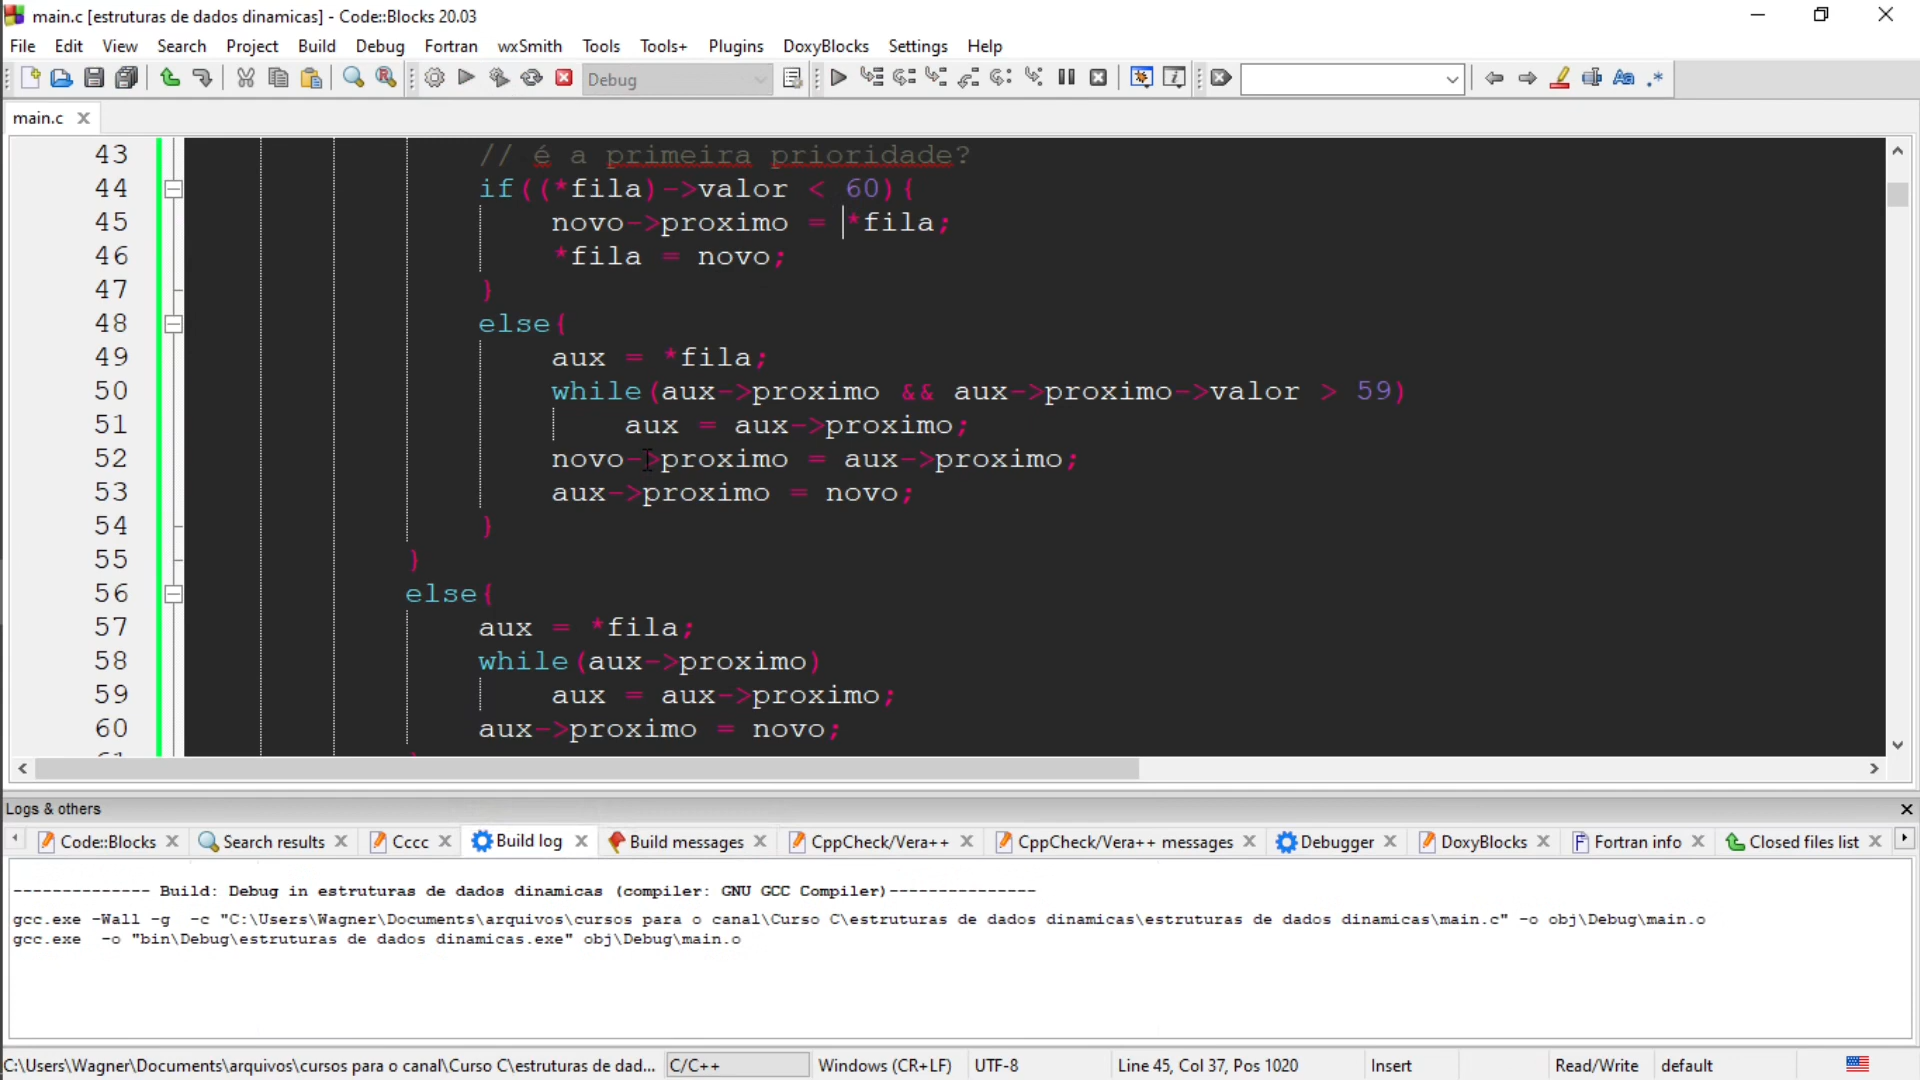 main.c [estruturas de dados dinamicas] - Code::Blocks 20.03
File Edit View Search Project Build Debug Fortran wxSmith Tools Tools+ Plugins DoxyBlocks Settings Help
Debug
main.c
43 // é a primeira prioridade?
44 if((*fila)->valor < 60){
45 novo->proximo = *fila;
46 *fila = novo;
47 }
48 else{
49 aux = *fila;
50 while(aux->proximo && aux->proximo->valor > 59)
51 aux = aux->proximo;
52 novo->proximo = aux->proximo;
53 aux->proximo = novo;
54 }
55 }
56 else{
57 aux = *fila;
58 while(aux->proximo)
59 aux = aux->proximo;
60 aux->proximo = novo;
Logs & others
Code::Blocks Search results Cccc Build log Build messages CppCheck/Vera++ CppCheck/Vera++ messages Debugger DoxyBlocks Fortran info Closed files list
-------------- Build: Debug in estruturas de dados dinamicas (compiler: GNU GCC Compiler)---------------
gcc.exe -Wall -g  -c "C:\Users\Wagner\Documents\arquivos\cursos para o canal\Curso C\estruturas de dados dinamicas\estruturas de dados dinamicas\main.c" -o obj\Debug\main.o
gcc.exe  -o "bin\Debug\estruturas de dados dinamicas.exe" obj\Debug\main.o
C:\Users\Wagner\Documents\arquivos\cursos para o canal\Curso C\estruturas de dad... C/C++ Windows (CR+LF) UTF-8 Line 45, Col 37, Pos 1020 Insert Read/Write default